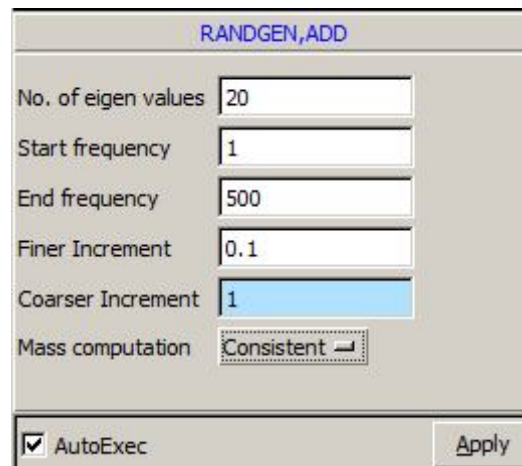 RANDGEN,ADD
No. of eigen values 20
Start frequency 1
End frequency 500
Finer Increment 0.1
Coarser Increment 1
Mass computation Consistent
AutoExec Apply